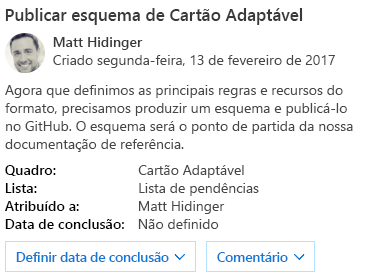 Publicar esquema de Cartão Adaptável
Matt Hidinger
Criado segunda-feira, 13 de fevereiro de 2017
Agora que definimos as principais regras e recursos do
formato, precisamos produzir um esquema e publicá-lo
no GitHub. O esquema será o ponto de partida da nossa
documentação de referência.
Quadro: Cartão Adaptável
Lista: Lista de pendências
Atribuído a: Matt Hidinger
Data de conclusão: Não definido
Definir data de conclusão Comentário